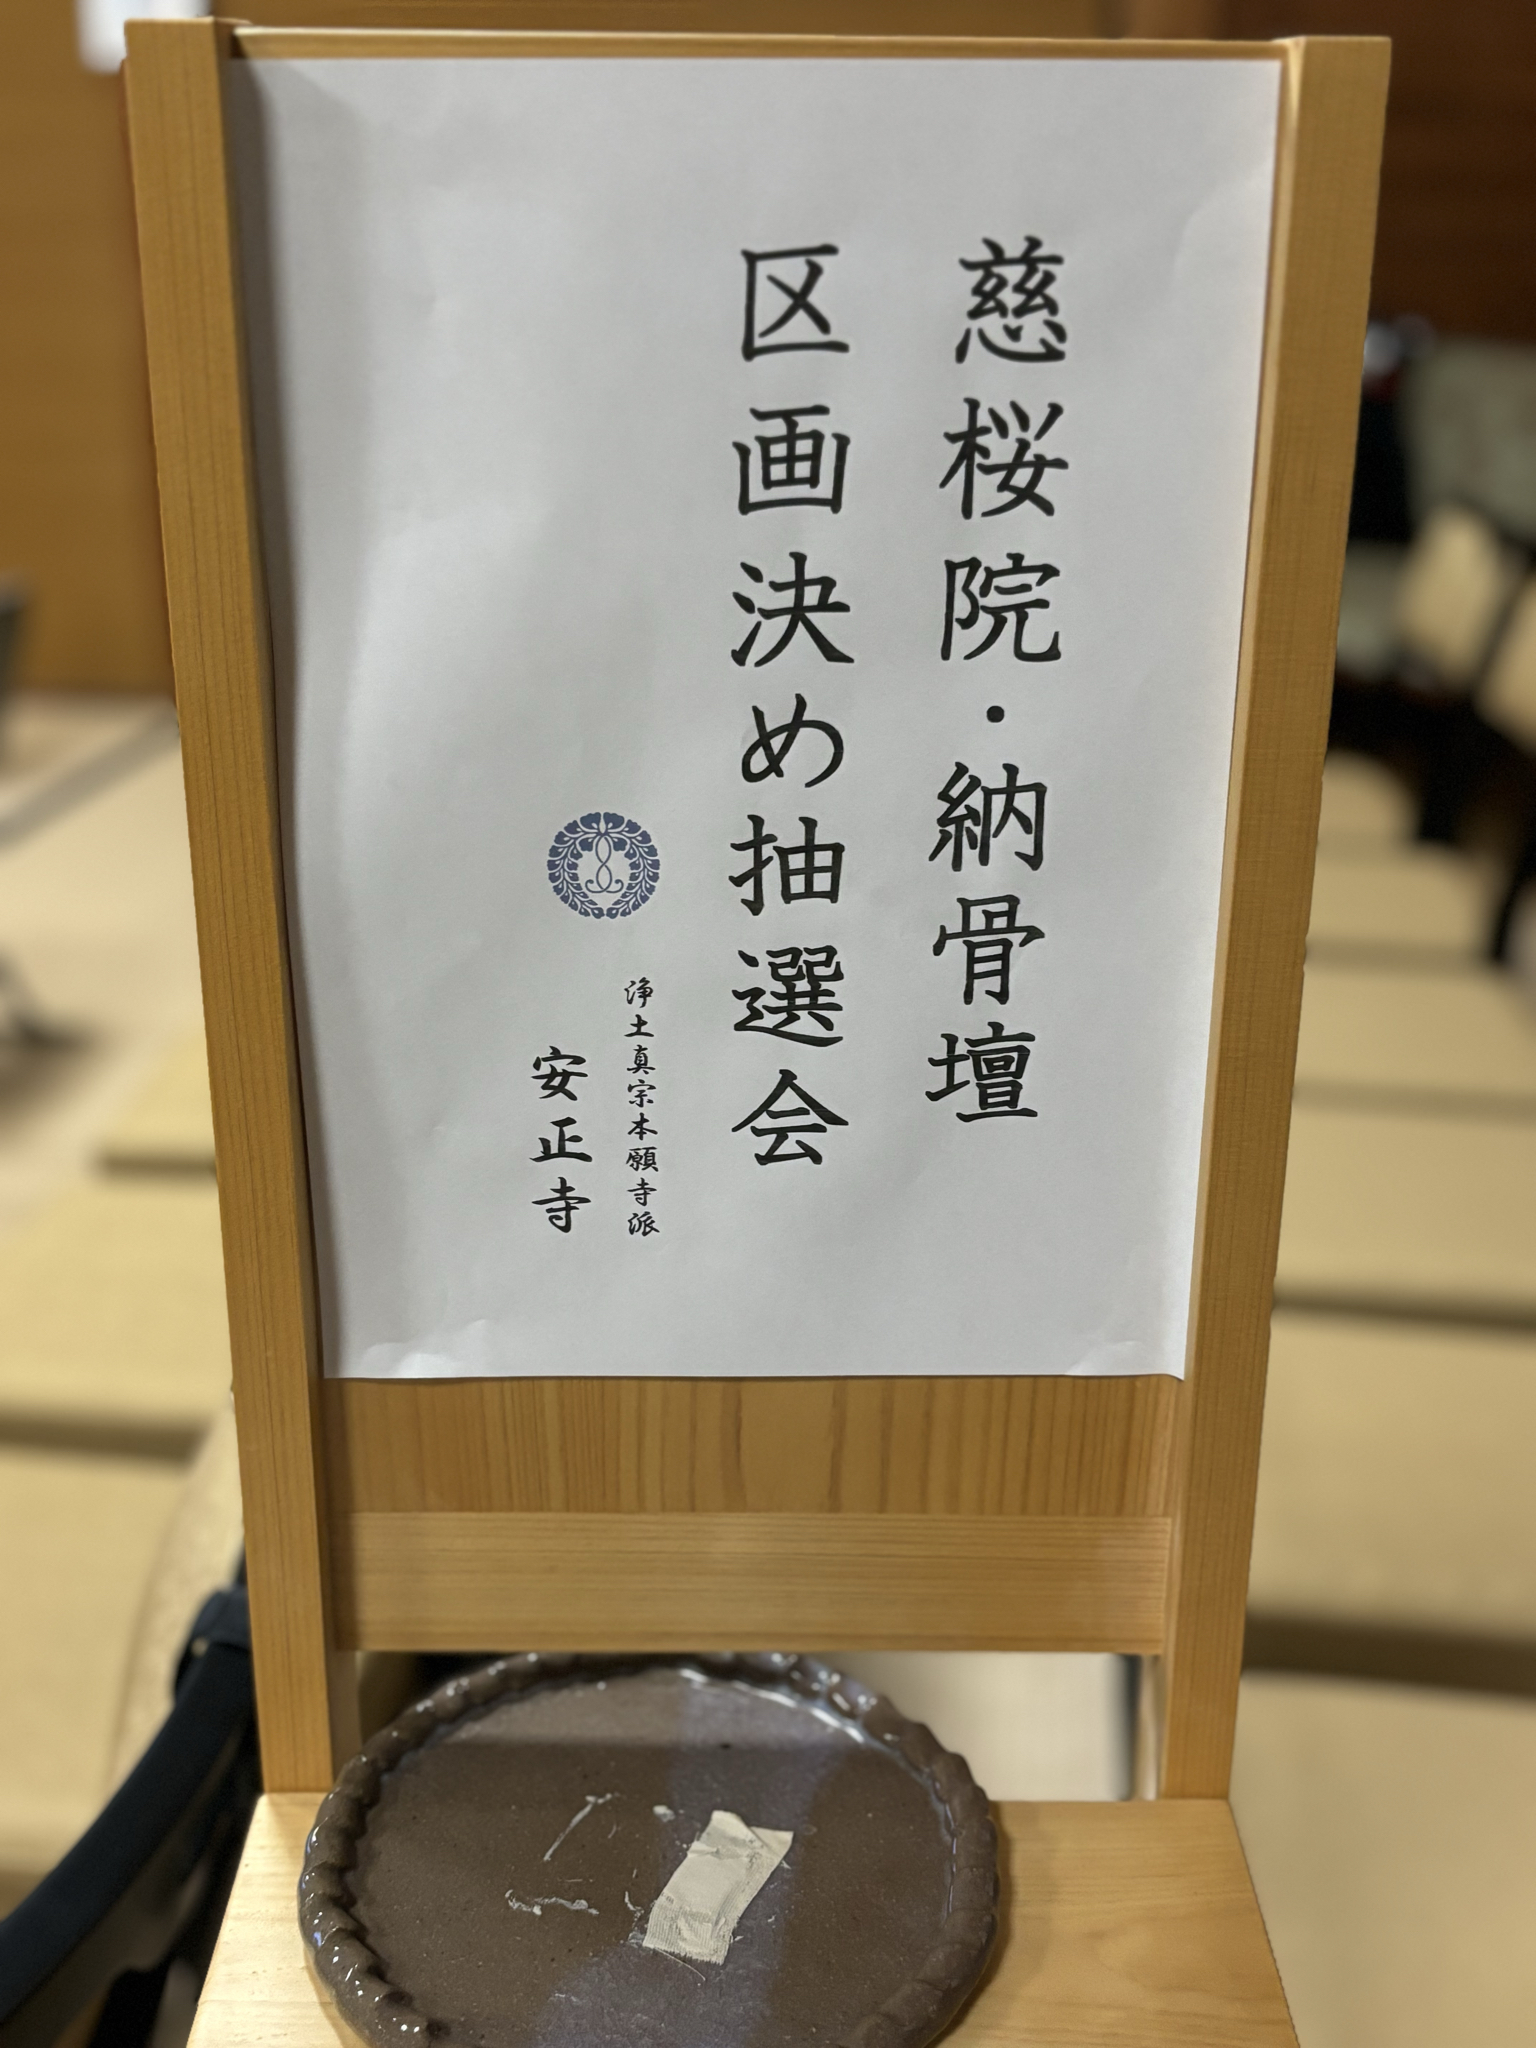 慈桜院・納骨壇
区画決め抽選会
浄土真宗本願寺派
安正寺